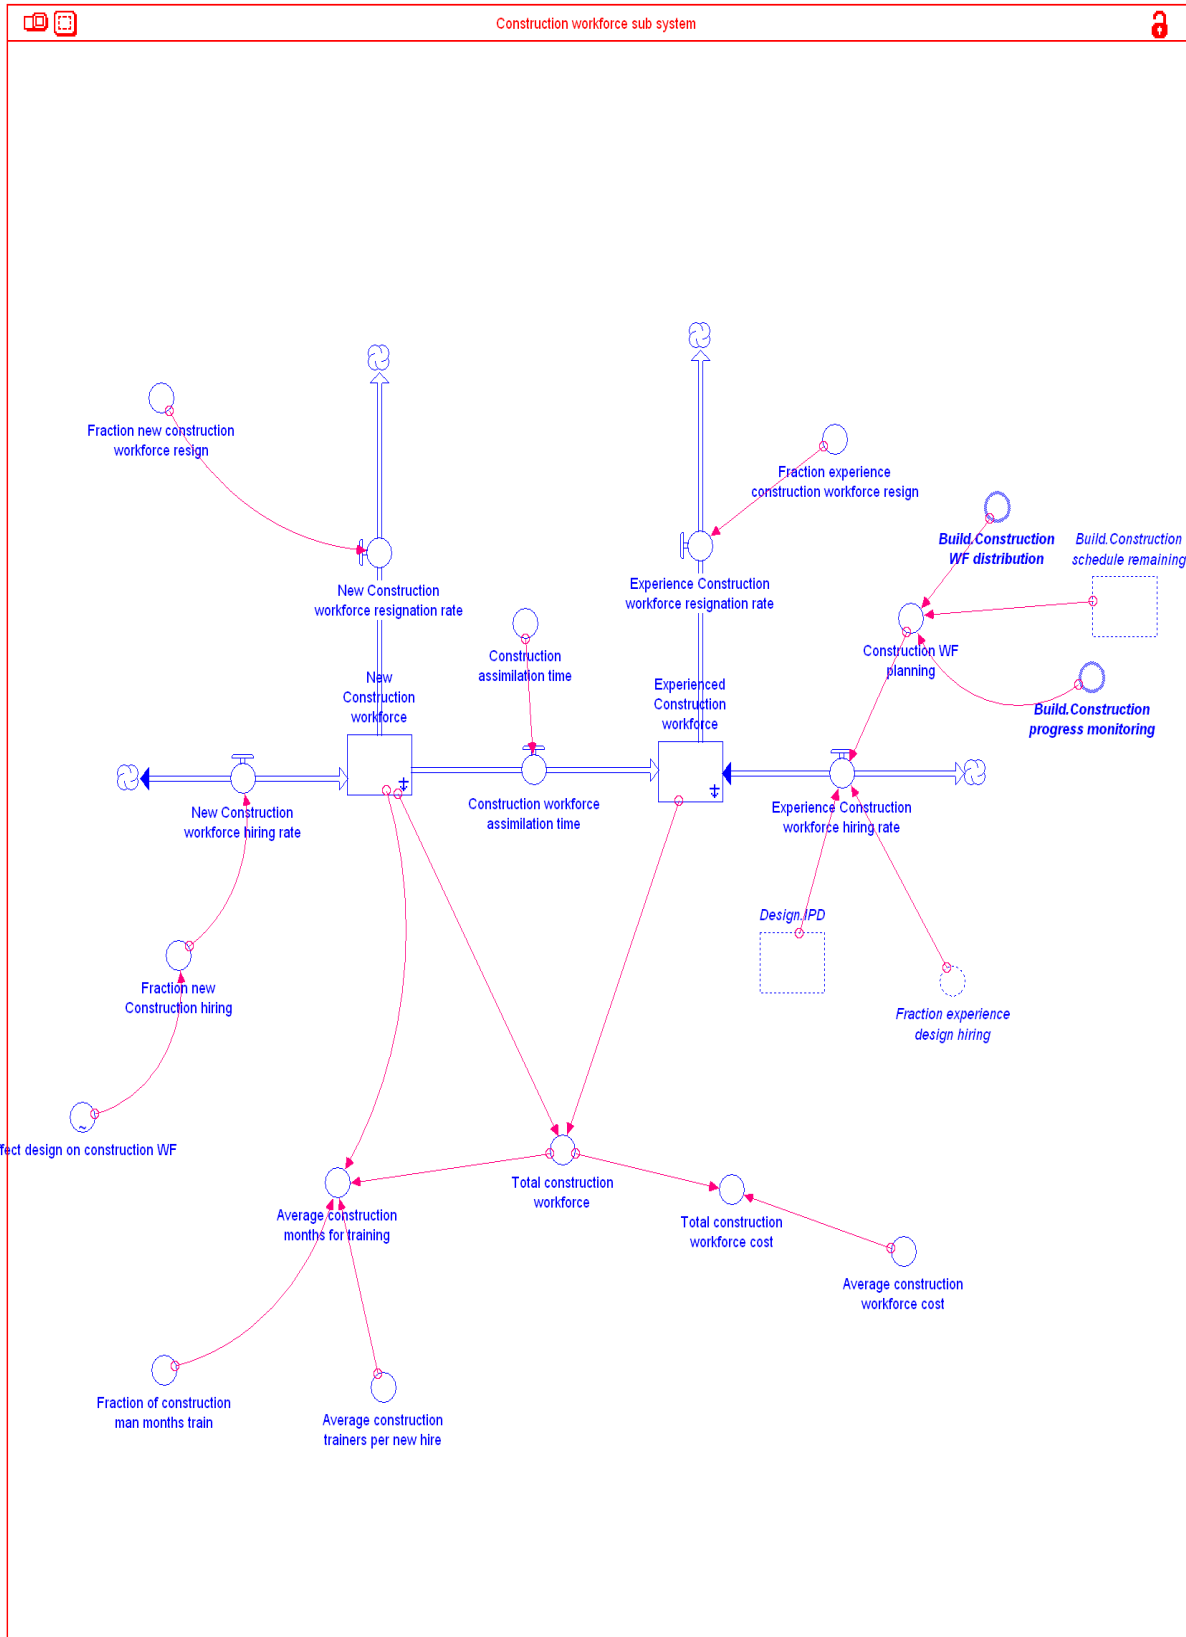 Construction workforce sub system
Fraction new construction
workforce resign
Fraction experience
construction workforce resign
Build.Construction
WF distribution
Build.Construction
schedule remaining
New Construction
workforce resignation rate
Experience Construction
workforce resignation rate
Construction
assimilation time
Construction WF
planning
New
Construction
workforce
Experienced
Construction
workforce
Build.Construction
progress monitoring
New Construction
workforce hiring rate
Construction workforce
assimilation time
Experience Construction
workforce hiring rate
Design.IPD
Fraction new
Construction hiring
Fraction experience
design hiring
ffect design on construction WF
Total construction
workforce
Average construction
months for training
Total construction
workforce cost
Average construction
workforce cost
Fraction of construction
man months train
Average construction
trainers per new hire